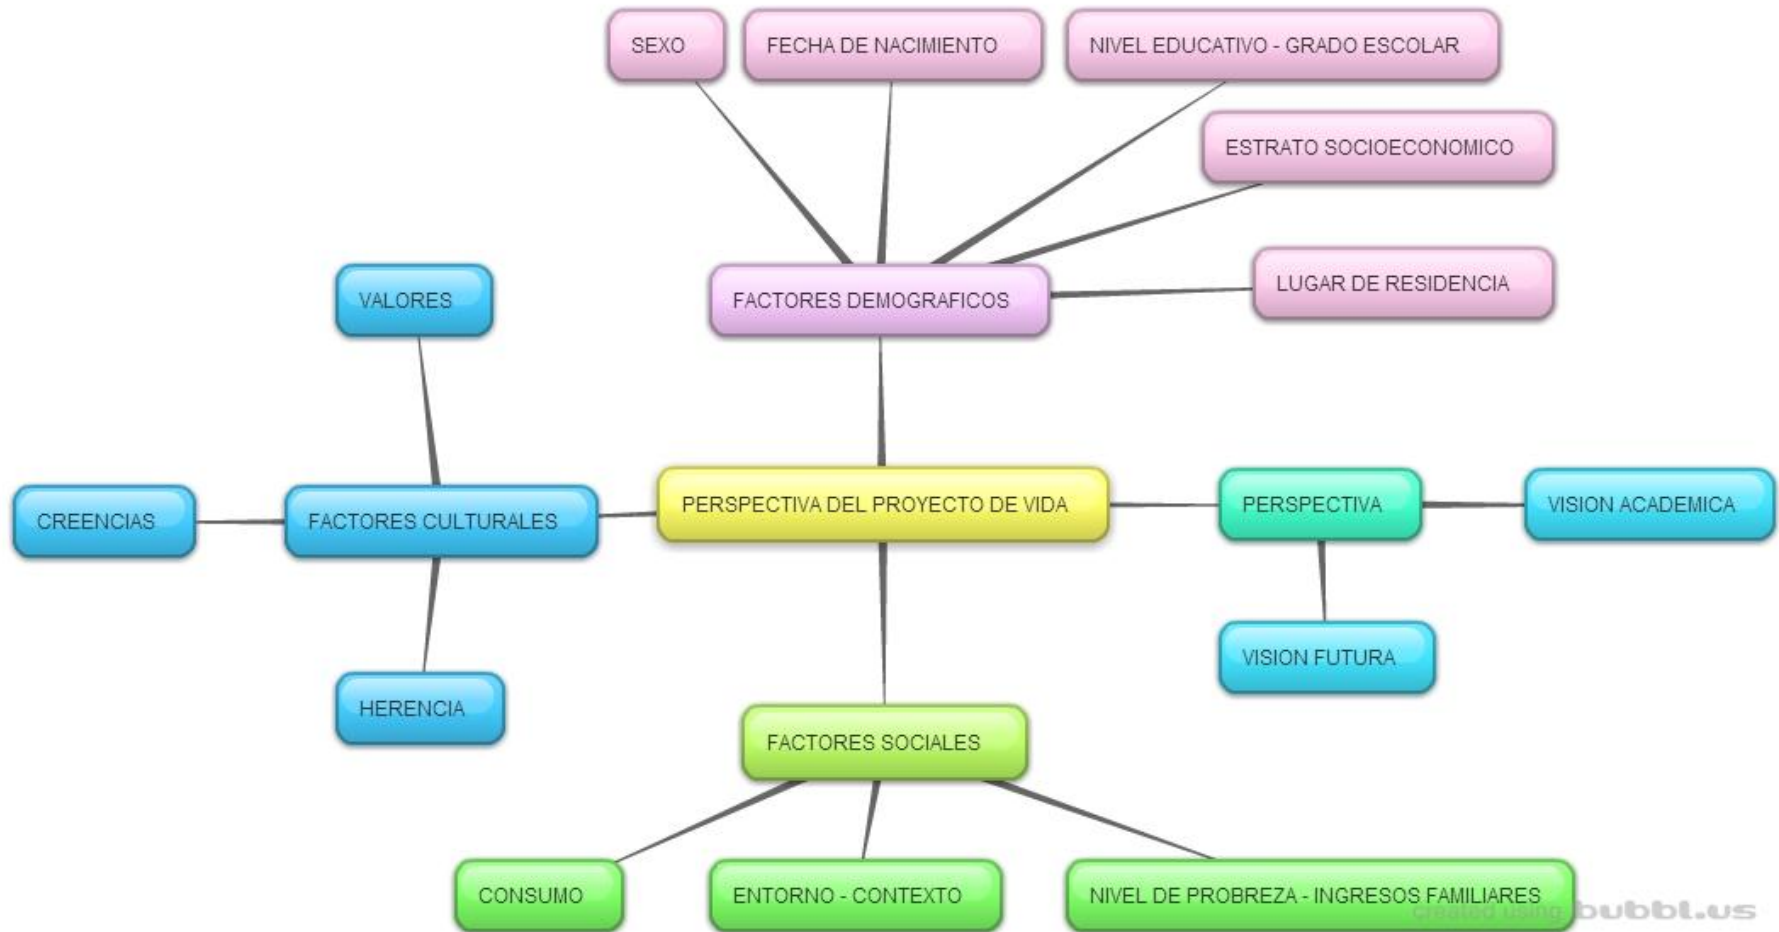 SEXO
FECHA DE NACIMIENTO
NIVEL EDUCATIVO - GRADO ESCOLAR
ESTRATO SOCIOECONOMICO
LUGAR DE RESIDENCIA
FACTORES DEMOGRAFICOS
VALORES
CREENCIAS
FACTORES CULTURALES
PERSPECTIVA DEL PROYECTO DE VIDA
PERSPECTIVA
VISION ACADEMICA
VISION FUTURA
HERENCIA
FACTORES SOCIALES
CONSUMO
ENTORNO - CONTEXTO
NIVEL DE PROBREZA - INGRESOS FAMILIARES
created using bubbl.us